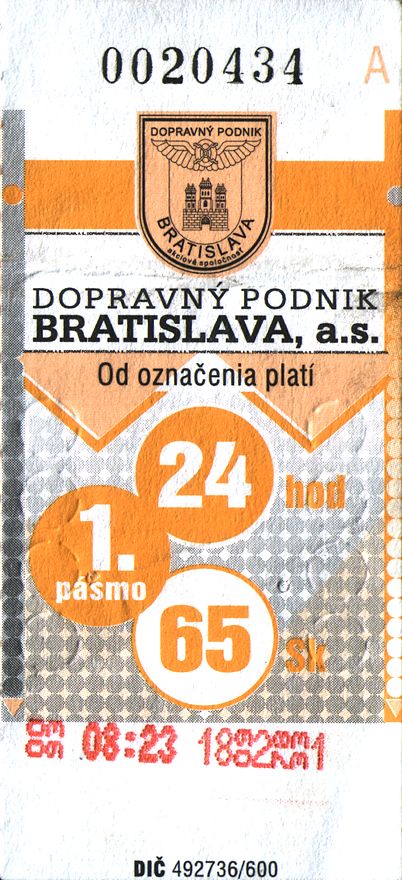 0020434 A
DOPRAVNÝ PODNIK
BRATISLAVA
akciová spoločnosť
DOPRAVNÝ PODNIK
BRATISLAVA, a.s.
Od označenia platí
24 hod
1.
pásmo
65 Sk
08:23
DIČ 492736/600